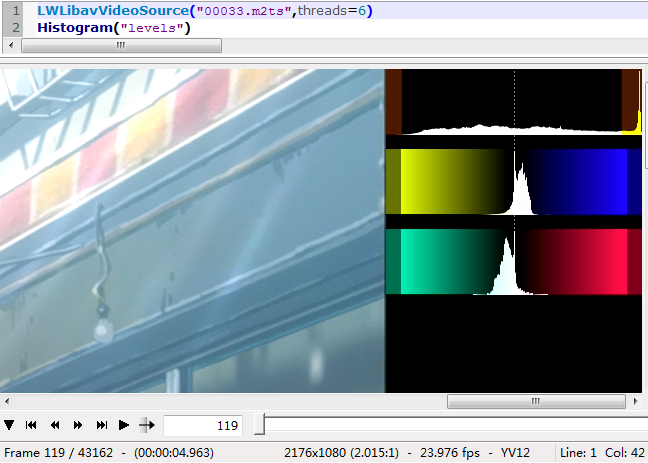 1 LWLibavVideoSource("00033.m2ts",threads=6)
2 Histogram("levels")
119
Frame 119 / 43162 - (00:00:04.963) 2176x1080 (2.015:1) - 23.976 fps - YV12 Line: 1 Col: 42